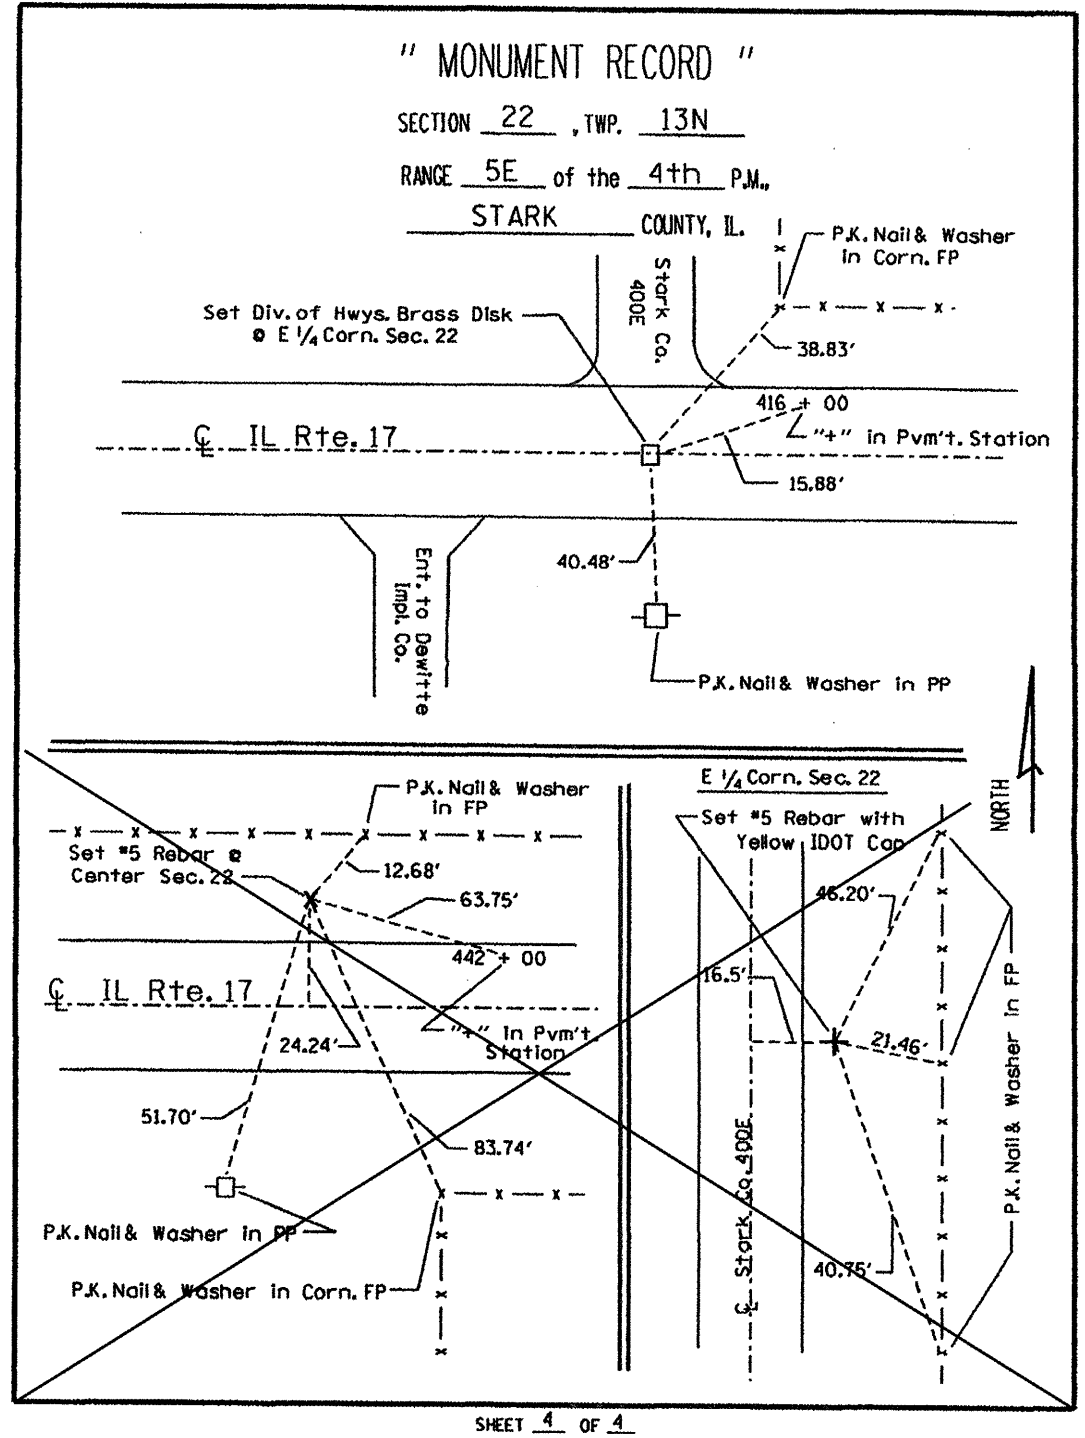 " MONUMENT RECORD "
SECTION 22 , TWP. 13N
RANGE 5E of the 4th P.M.,
STARK COUNTY, IL.
P.K. Nail & Washer
in Corn. FP
Stark Co.
400E
Set Div. of Hwys. Brass Disk
@ E 1/4 Corn. Sec. 22
38.83'
416 + 00
℄ IL Rte. 17
"+" in Pvm't. Station
15.88'
40.48'
Ent. to Dewitte
Impl. Co.
P.K. Nail & Washer in PP
NORTH
P.K. Nail & Washer
in FP
Set #5 Rebar @
Center Sec. 22
12.68'
63.75'
442 + 00
℄ IL Rte. 17
"+" in Pvm't.
Station
24.24'
51.70'
83.74'
P.K. Nail & Washer in PP
P.K. Nail & Washer in Corn. FP
E 1/4 Corn. Sec. 22
Set #5 Rebar with
Yellow IDOT Cap
46.20'
16.5'
21.46'
P.K. Nail & Washer in FP
℄ Stark Co. 400E
40.75'
SHEET 4 OF 4